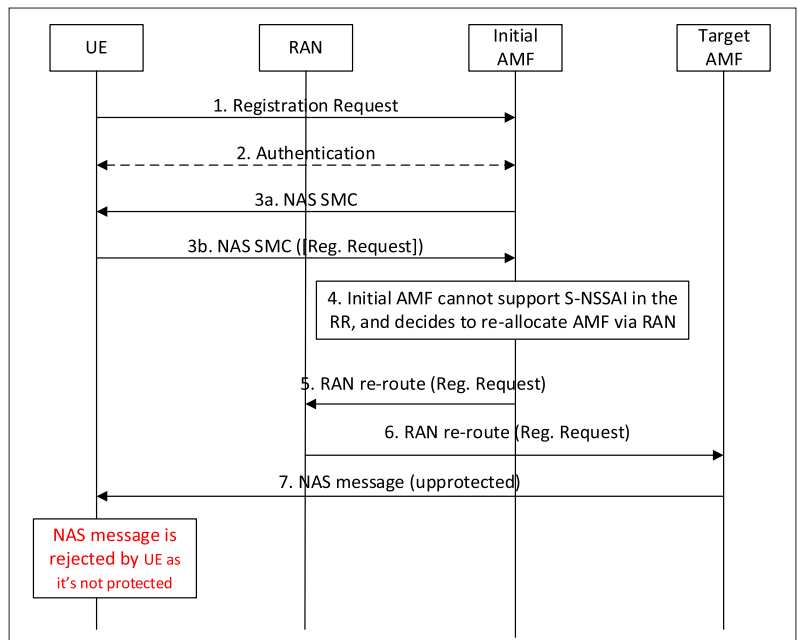 UE
RAN
Initial
AMF
Target
AMF
1. Registration Request
2. Authentication
3a. NAS SMC
3b. NAS SMC ([Reg. Request])
4. Initial AMF cannot support S-NSSAI in the
RR, and decides to re-allocate AMF via RAN
5. RAN re-route (Reg. Request)
6. RAN re-route (Reg. Request)
7. NAS message (upprotected)
NAS message is
rejected by UE as
it’s not protected